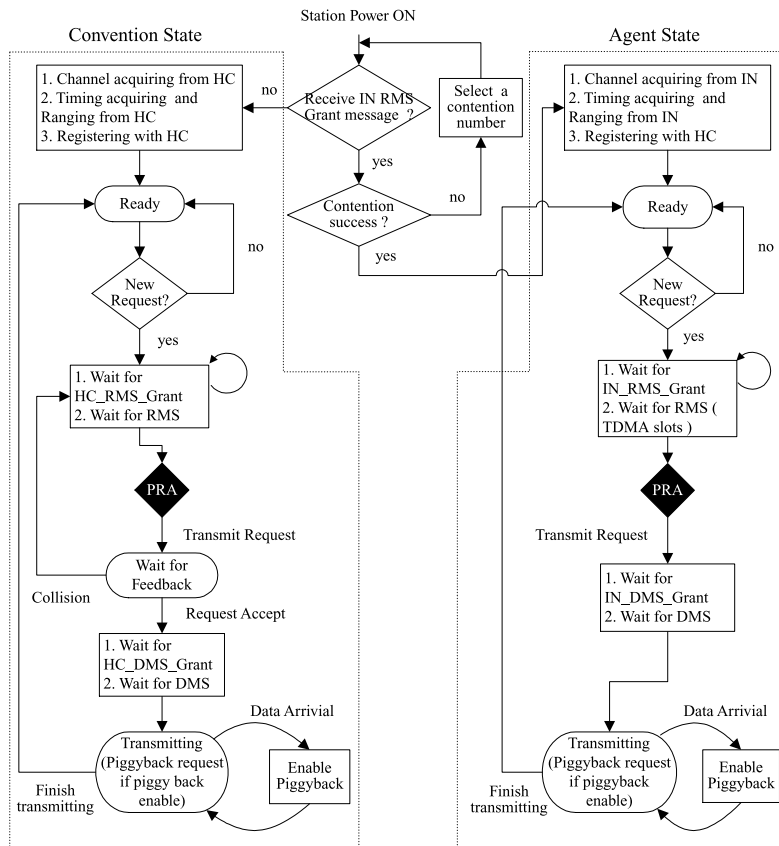 Station Power ON
Convention State
Agent State
1. Channel acquiring from HC
2. Timing acquiring and
Ranging from HC
3. Registering with HC
no
Receive IN RMS
Grant message ?
Select a
contention
number
1. Channel acquiring from IN
2. Timing acquiring and
Ranging from IN
3. Registering with HC
yes
Ready
Contention
success ?
no
Ready
no
yes
no
New
Request?
New
Request?
yes
yes
1. Wait for
HC_RMS_Grant
2. Wait for RMS
1. Wait for
IN_RMS_Grant
2. Wait for RMS (
TDMA slots )
PRA
PRA
Transmit Request
Transmit Request
Wait for
Feedback
Collision
Request Accept
1. Wait for
IN_DMS_Grant
2. Wait for DMS
1. Wait for
HC_DMS_Grant
2. Wait for DMS
Data Arrivial
Data Arrivial
Transmitting
(Piggyback request
if piggy back
enable)
Enable
Piggyback
Transmitting
(Piggyback request
if piggyback
enable)
Enable
Piggyback
Finish
transmitting
Finish
transmitting